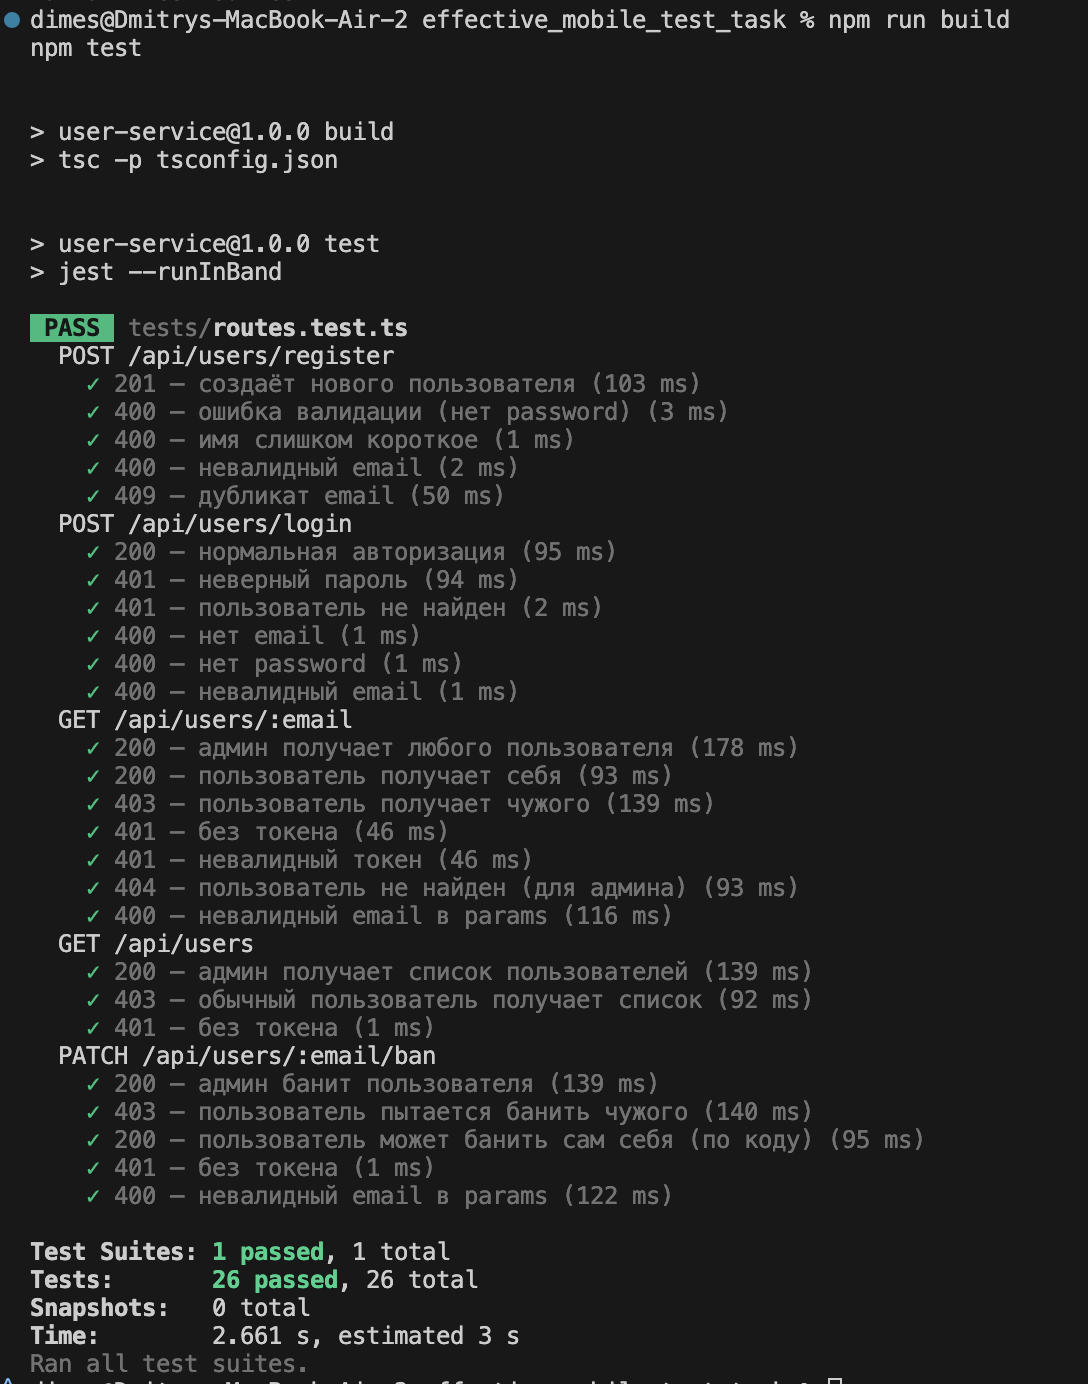 dimes@Dmitrys-MacBook-Air-2 effective_mobile_test_task % npm run build
npm test
> user-service@1.0.0 build
> tsc -p tsconfig.json
> user-service@1.0.0 test
> jest --runInBand
PASS tests/routes.test.ts
POST /api/users/register
✓ 201 — создаёт нового пользователя (103 ms)
✓ 400 — ошибка валидации (нет password) (3 ms)
✓ 400 — имя слишком короткое (1 ms)
✓ 400 — невалидный email (2 ms)
✓ 409 — дубликат email (50 ms)
POST /api/users/login
✓ 200 — нормальная авторизация (95 ms)
✓ 401 — неверный пароль (94 ms)
✓ 401 — пользователь не найден (2 ms)
✓ 400 — нет email (1 ms)
✓ 400 — нет password (1 ms)
✓ 400 — невалидный email (1 ms)
GET /api/users/:email
✓ 200 — админ получает любого пользователя (178 ms)
✓ 200 — пользователь получает себя (93 ms)
✓ 403 — пользователь получает чужого (139 ms)
✓ 401 — без токена (46 ms)
✓ 401 — невалидный токен (46 ms)
✓ 404 — пользователь не найден (для админа) (93 ms)
✓ 400 — невалидный email в params (116 ms)
GET /api/users
✓ 200 — админ получает список пользователей (139 ms)
✓ 403 — обычный пользователь получает список (92 ms)
✓ 401 — без токена (1 ms)
PATCH /api/users/:email/ban
✓ 200 — админ банит пользователя (139 ms)
✓ 403 — пользователь пытается банить чужого (140 ms)
✓ 200 — пользователь может банить сам себя (по коду) (95 ms)
✓ 401 — без токена (1 ms)
✓ 400 — невалидный email в params (122 ms)
Test Suites: 1 passed, 1 total
Tests: 26 passed, 26 total
Snapshots: 0 total
Time: 2.661 s, estimated 3 s
Ran all test suites.
dimes@Dmitrys-MacBook-Air-2 effective_mobile_test_task %